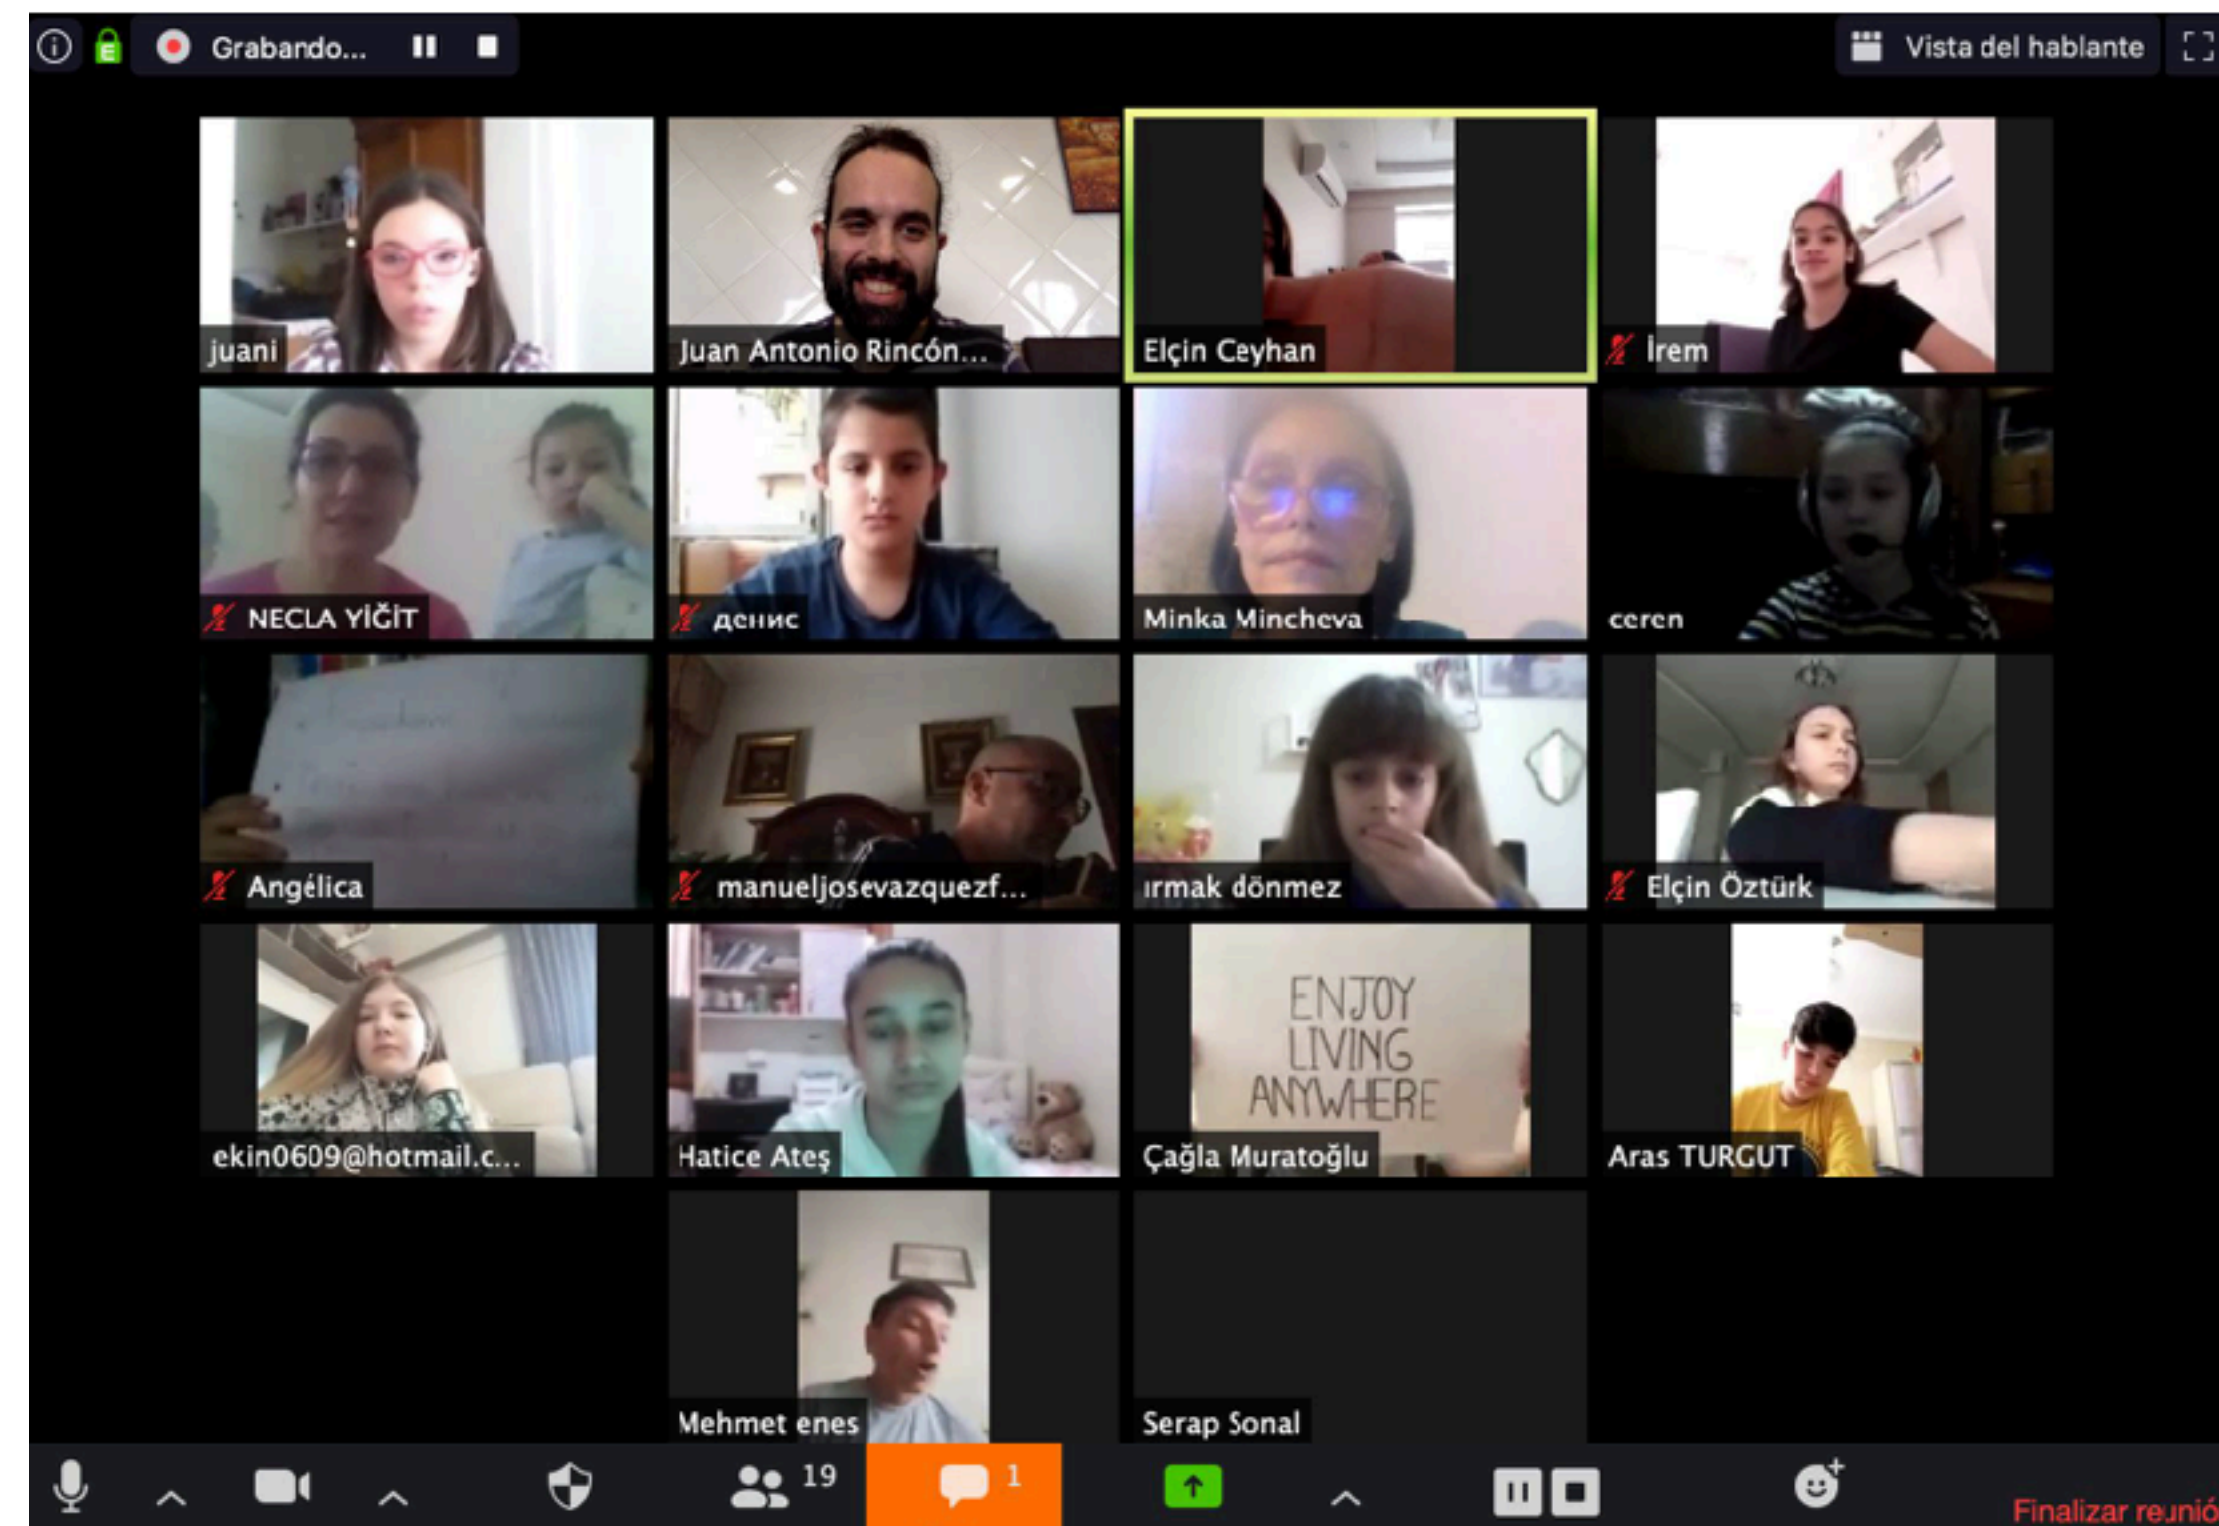 Grabando...
Vista del hablante
juani
Juan Antonio Rincón...
Elçin Ceyhan
İrem
NECLA YİĞİT
денис
Minka Mincheva
ceren
Angélica
manueljosevazquezf...
ırmak dönmez
Elçin Öztürk
ekin0609@hotmail.c...
Hatice Ateş
ENJOY
LIVING
ANYWHERE
Çağla Muratoğlu
Aras TURGUT
Mehmet enes
Serap Sonal
19
1
Finalizar reunió